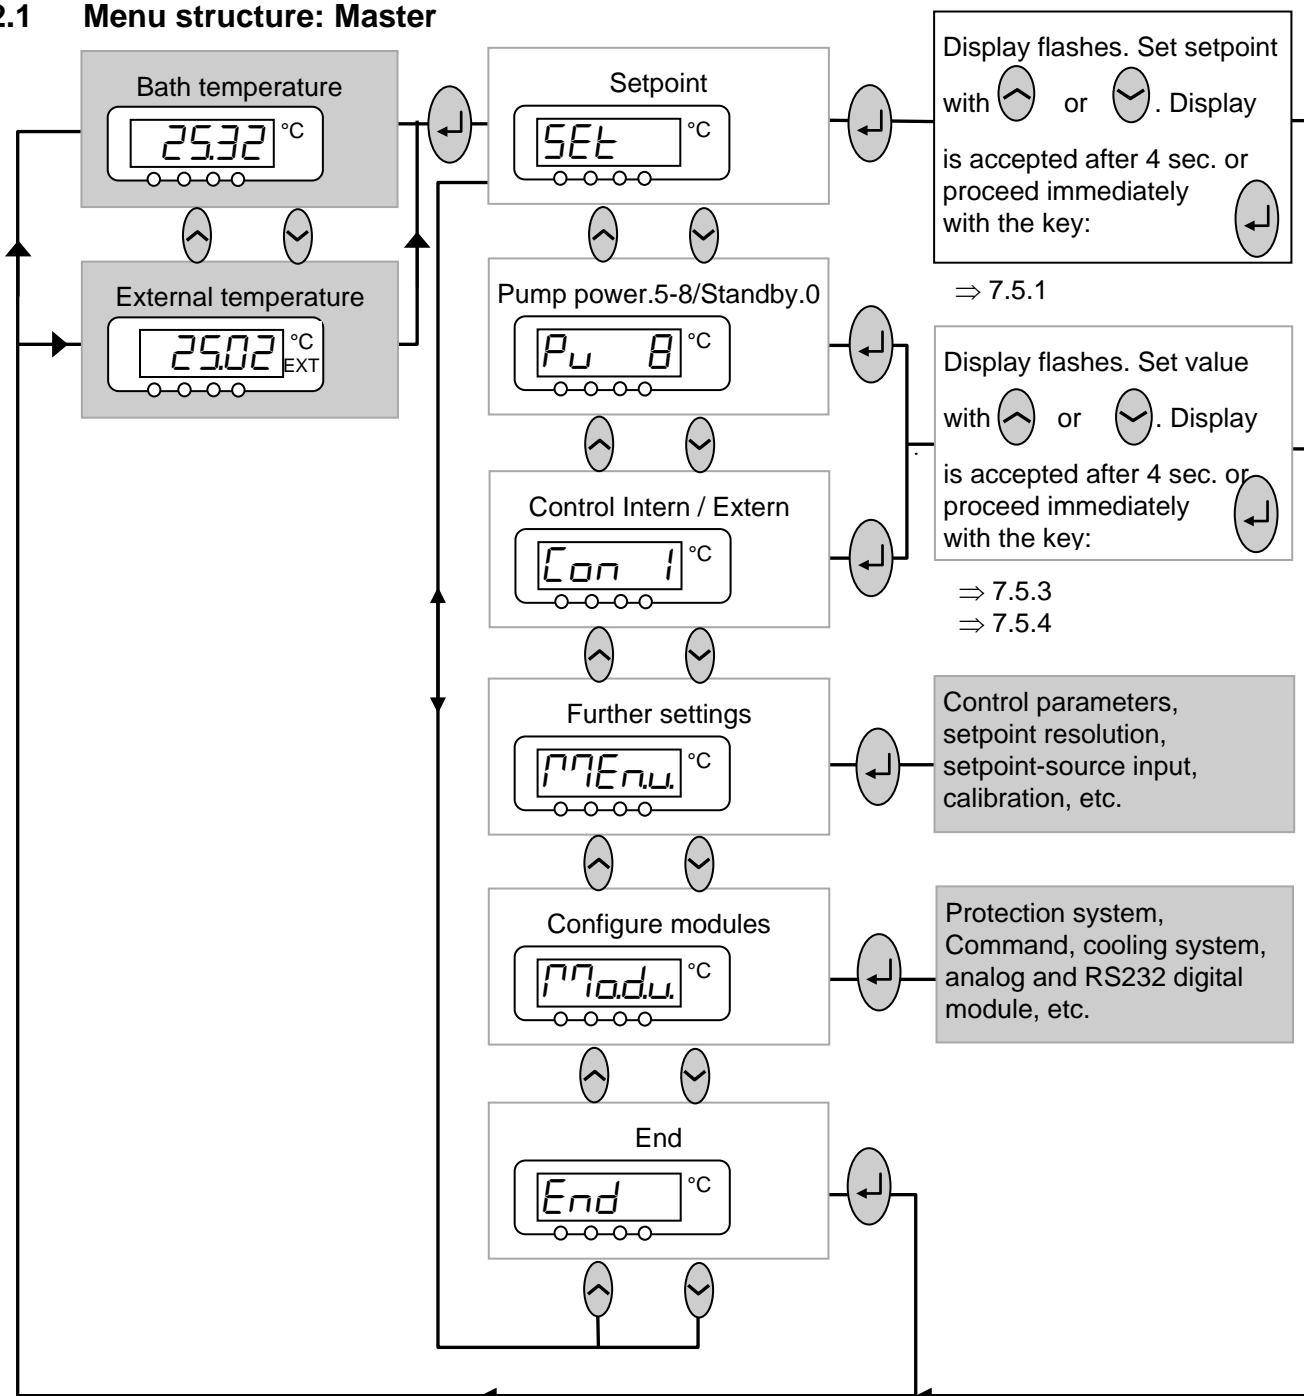 2.1 Menu structure: Master
Bath temperature
25.32 °C
External temperature
25.02 °C
EXT
Setpoint
SEt °C
Pump power.5-8/Standby.0
Pu 8 °C
Control Intern / Extern
Con 1 °C
Further settings
MEn.u. °C
Configure modules
Mo.d.u. °C
End
End °C
Display flashes. Set setpoint
with or . Display
is accepted after 4 sec. or
proceed immediately
with the key:
⇒ 7.5.1
Display flashes. Set value
with or . Display
is accepted after 4 sec. or
proceed immediately
with the key:
⇒ 7.5.3
⇒ 7.5.4
Control parameters,
setpoint resolution,
setpoint-source input,
calibration, etc.
Protection system,
Command, cooling system,
analog and RS232 digital
module, etc.